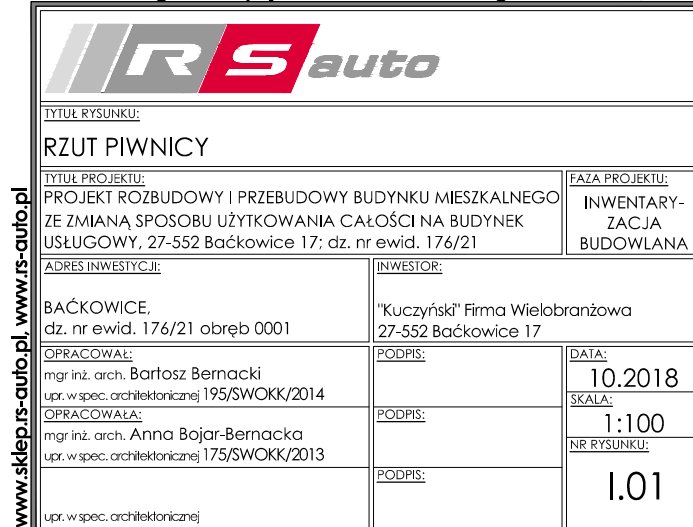 RS auto
TYTUŁ RYSUNKU:
RZUT PIWNICY
TYTUŁ PROJEKTU:
PROJEKT ROZBUDOWY I PRZEBUDOWY BUDYNKU MIESZKALNEGO
ZE ZMIANĄ SPOSOBU UŻYTKOWANIA CAŁOŚCI NA BUDYNEK
USŁUGOWY, 27-552 Baćkowice 17; dz. nr ewid. 176/21
FAZA PROJEKTU:
INWENTARY-
ZACJA
BUDOWLANA
ADRES INWESTYCJI:
BAĆKOWICE,
dz. nr ewid. 176/21 obręb 0001
INWESTOR:
"Kuczyński" Firma Wielobranżowa
27-552 Baćkowice 17
OPRACOWAŁ:
mgr inż. arch. Bartosz Bernacki
upr. w spec. architektonicznej 195/SWOKK/2014
PODPIS:
DATA:
10.2018
SKALA:
1:100
OPRACOWAŁA:
mgr inż. arch. Anna Bojar-Bernacka
upr. w spec. architektonicznej 175/SWOKK/2013
PODPIS:
NR RYSUNKU:
I.01
PODPIS:
upr. w spec. architektonicznej
www.sklep.rs-auto.pl, www.rs-auto.pl